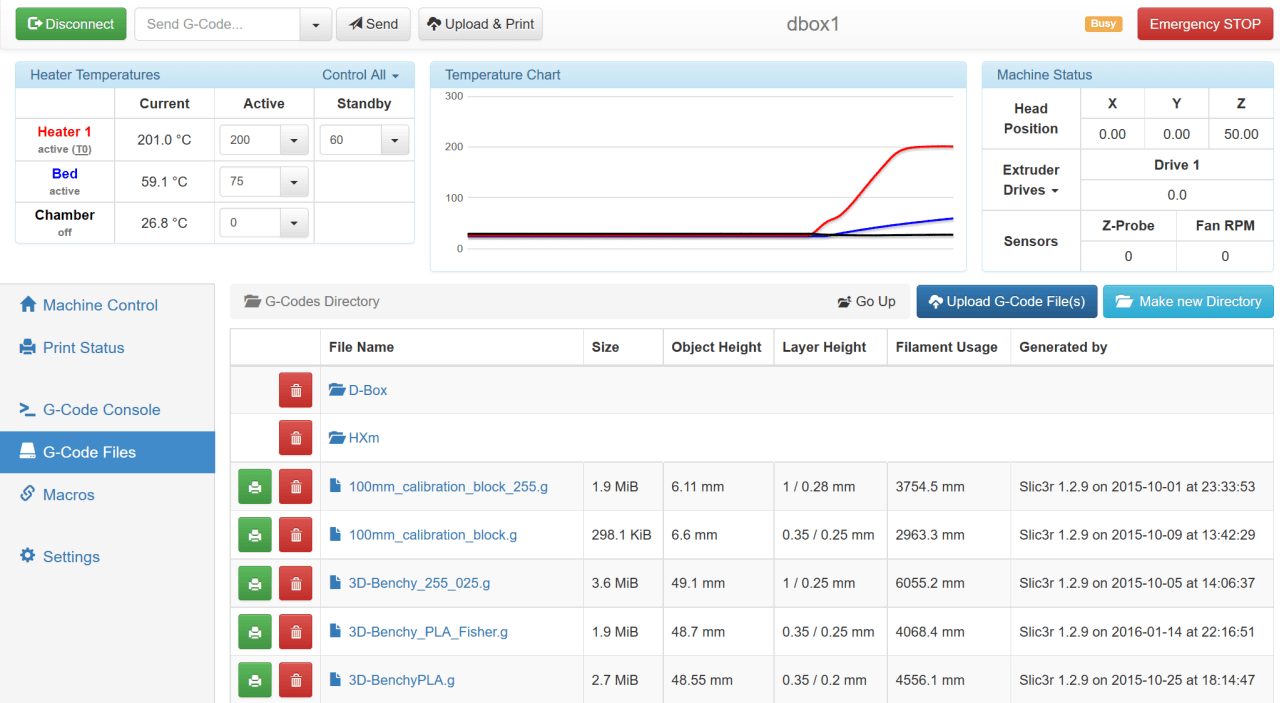 Disconnect Send G-Code... Send Upload & Print dbox1 Busy Emergency STOP
Heater Temperatures Control All
Current Active Standby
Heater 1 201.0 °C 200 60
active (T0)
Bed 59.1 °C 75
active
Chamber 26.8 °C 0
off
Temperature Chart
300
200
100
0
Machine Status
Head Position X Y Z
0.00 0.00 50.00
Extruder Drives Drive 1
0.0
Sensors Z-Probe Fan RPM
0 0
Machine Control
Print Status
G-Code Console
G-Code Files
Macros
Settings
G-Codes Directory Go Up Upload G-Code File(s) Make new Directory
File Name Size Object Height Layer Height Filament Usage Generated by
D-Box
HXm
100mm_calibration_block_255.g 1.9 MiB 6.11 mm 1 / 0.28 mm 3754.5 mm Slic3r 1.2.9 on 2015-10-01 at 23:33:53
100mm_calibration_block.g 298.1 KiB 6.6 mm 0.35 / 0.25 mm 2963.3 mm Slic3r 1.2.9 on 2015-10-09 at 13:42:29
3D-Benchy_255_025.g 3.6 MiB 49.1 mm 1 / 0.25 mm 6055.2 mm Slic3r 1.2.9 on 2015-10-05 at 14:06:37
3D-Benchy_PLA_Fisher.g 1.9 MiB 48.7 mm 0.35 / 0.25 mm 4068.4 mm Slic3r 1.2.9 on 2016-01-14 at 22:16:51
3D-BenchyPLA.g 2.7 MiB 48.55 mm 0.35 / 0.2 mm 4556.1 mm Slic3r 1.2.9 on 2015-10-25 at 18:14:47